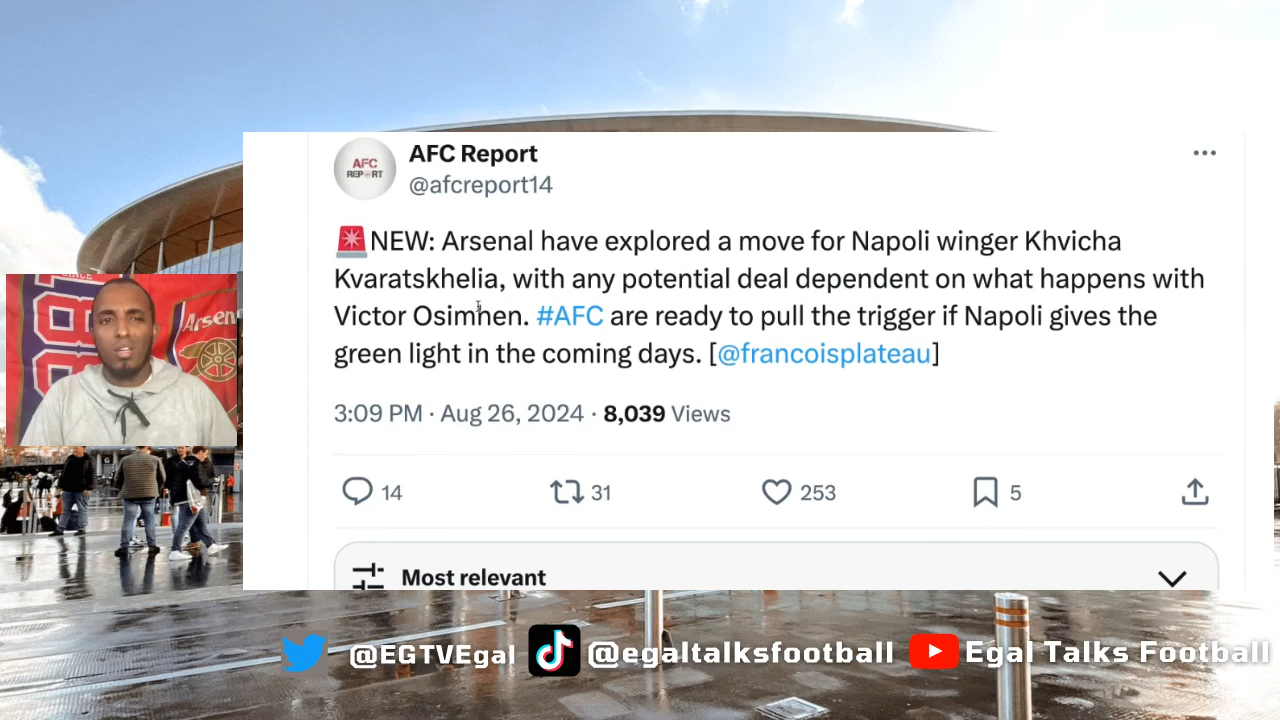 AFC Report
@afcreport14
AFC
REPORT
NEW: Arsenal have explored a move for Napoli winger Khvicha
Kvaratskhelia, with any potential deal dependent on what happens with
Victor Osimhen. #AFC are ready to pull the trigger if Napoli gives the
green light in the coming days. [@francoisplateau]
3:09 PM · Aug 26, 2024 · 8,039 Views
14
31
253
5
Most relevant
Arsenal
@EGTVEgal
@egaltalksfootball
Egal Talks Football